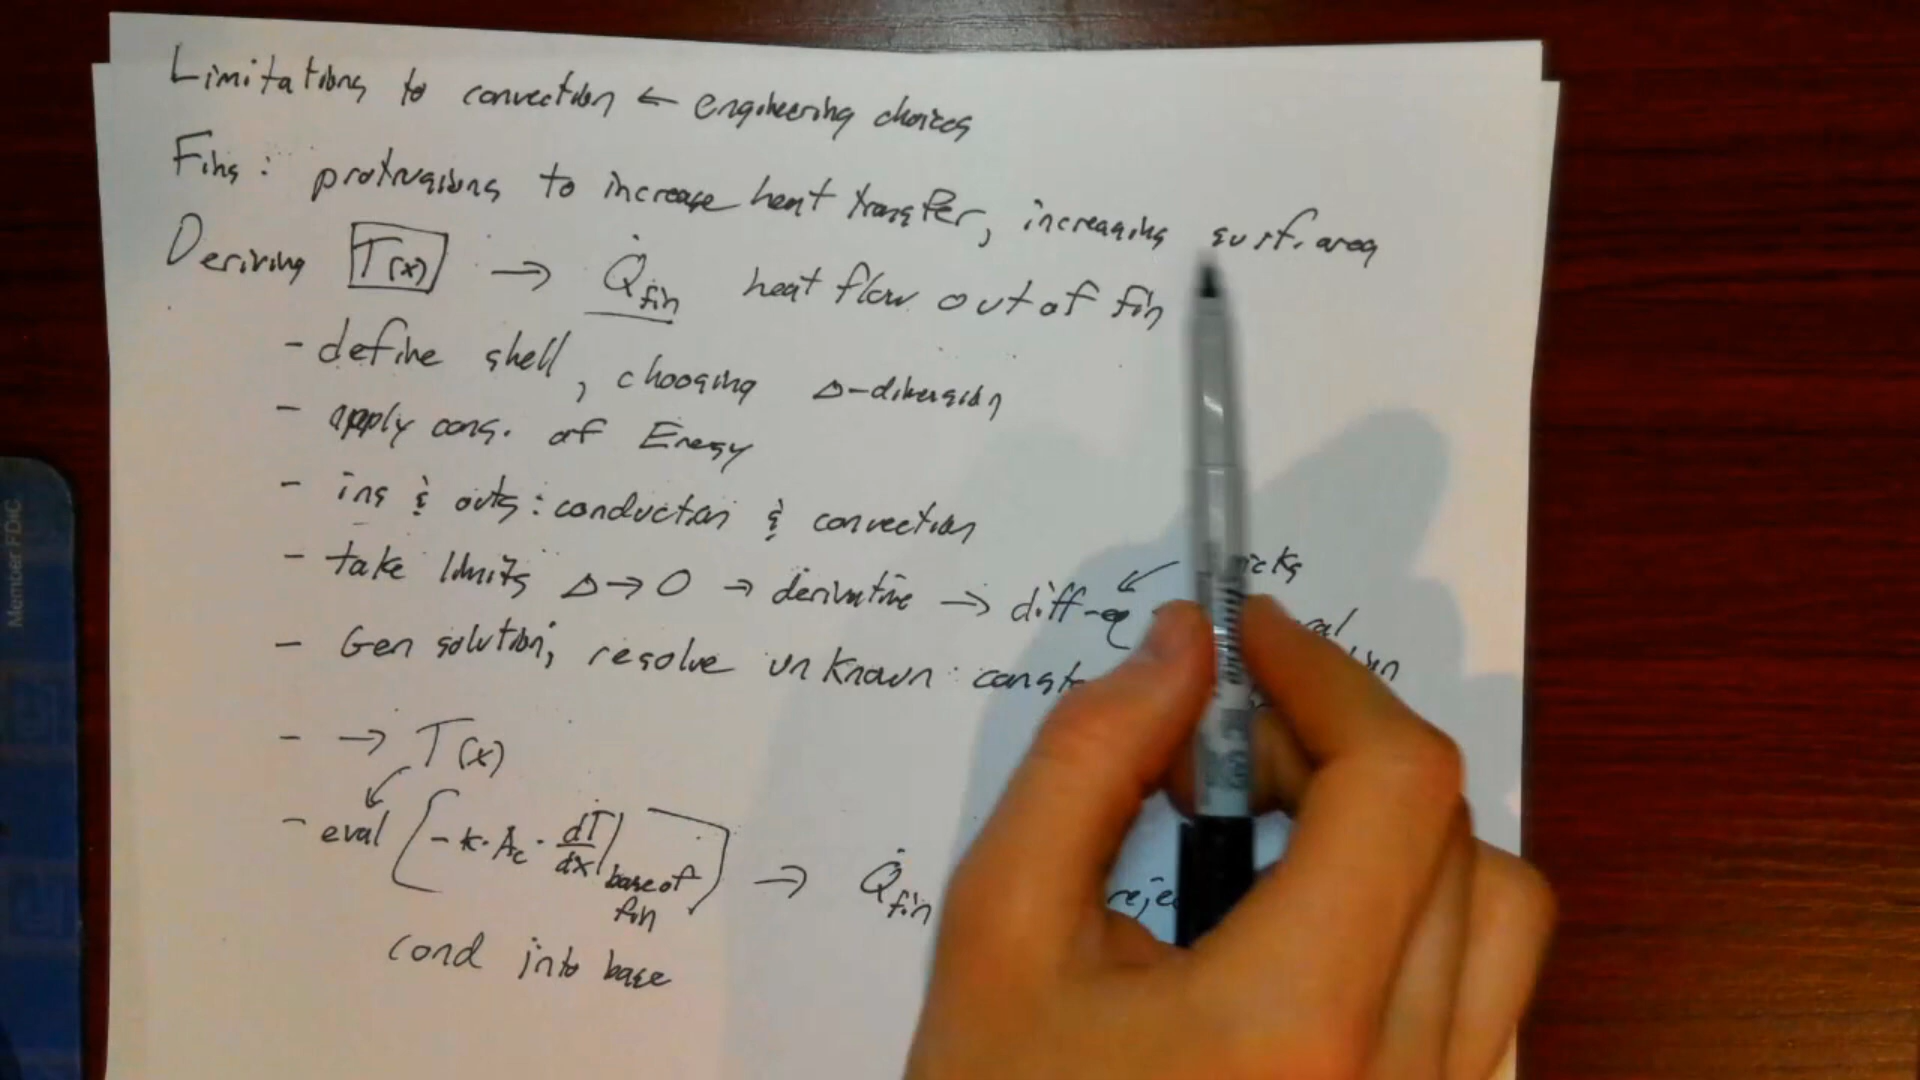 Limitations to convection ← engineering choices
Fins: protrusions to increase heat transfer, increasing surf. area
Deriving T(x) → Q̇fin heat flow out of fin
- define shell, choosing Δ-dimension
- apply cons. of Energy
- ins & outs: conduction & convection
- take limits Δ→0 → derivative → diff-eq
- Gen solution; resolve unknown
- → T(x)
- eval (-k·Ac·dT/dx|base of fin) → Q̇fin
cond into base
Member FDIC